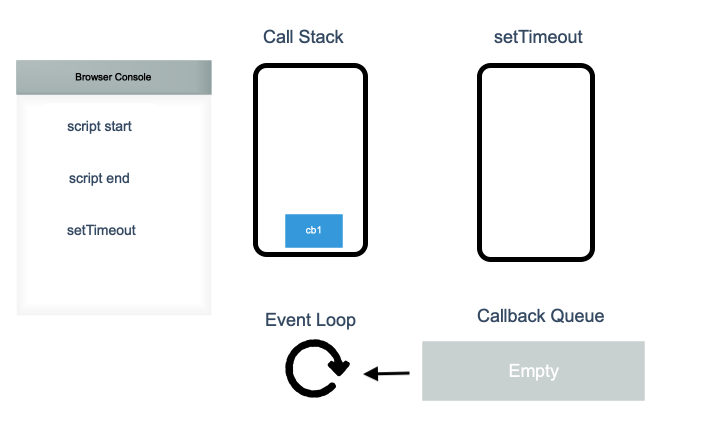 Call Stack
setTimeout
Browser Console
script start
script end
setTimeout
cb1
Event Loop
Callback Queue
Empty